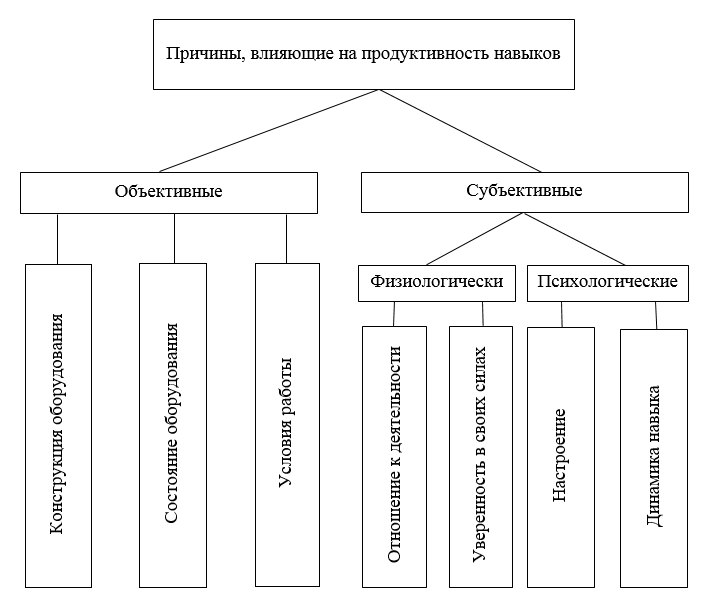 Причины, влияющие на продуктивность навыков
Объективные
Субъективные
Физиологически
Психологические
Конструкция оборудования
Состояние оборудования
Условия работы
Отношение к деятельности
Уверенность в своих силах
Настроение
Динамика навыка